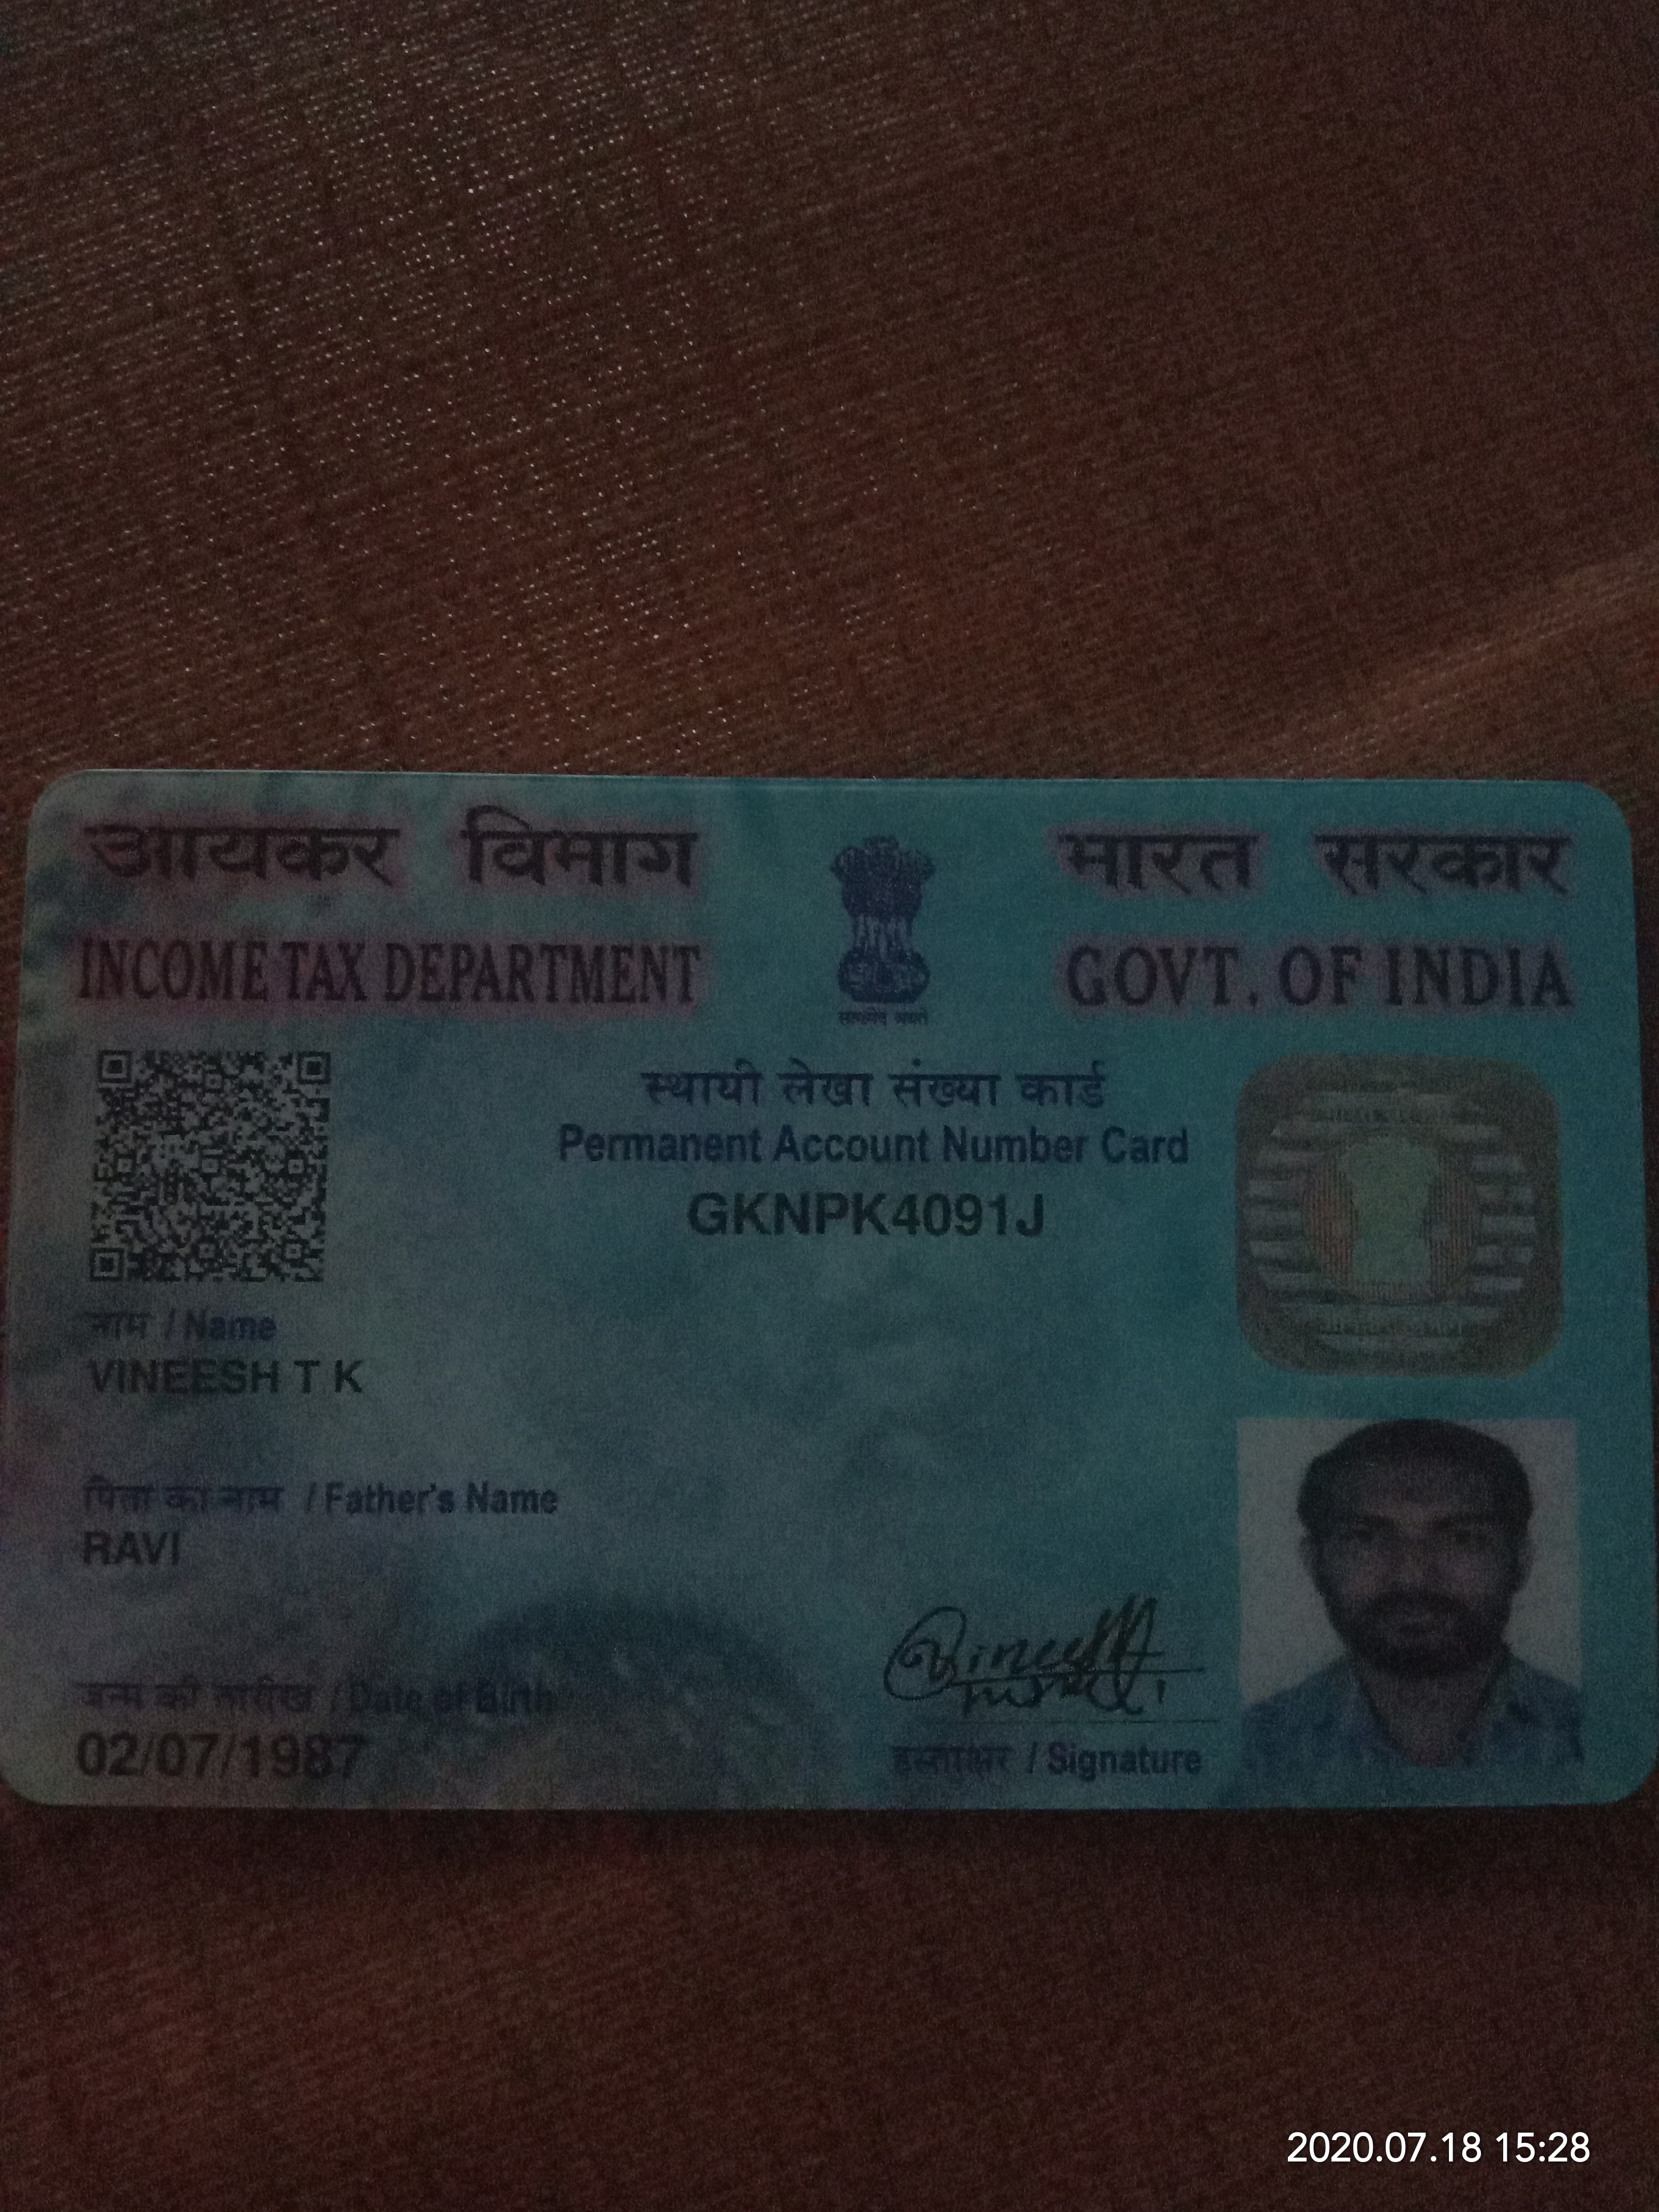 आयकर विभाग
भारत सरकार
INCOME TAX DEPARTMENT
GOVT. OF INDIA
सत्यमेव जयते
स्थायी लेखा संख्या कार्ड
Permanent Account Number Card
GKNPK4091J
नाम / Name
VINEESH T K
पिता का नाम / Father's Name
RAVI
जन्म की तारीख / Date of Birth
02/07/1987
हस्ताक्षर / Signature
2020.07.18 15:28